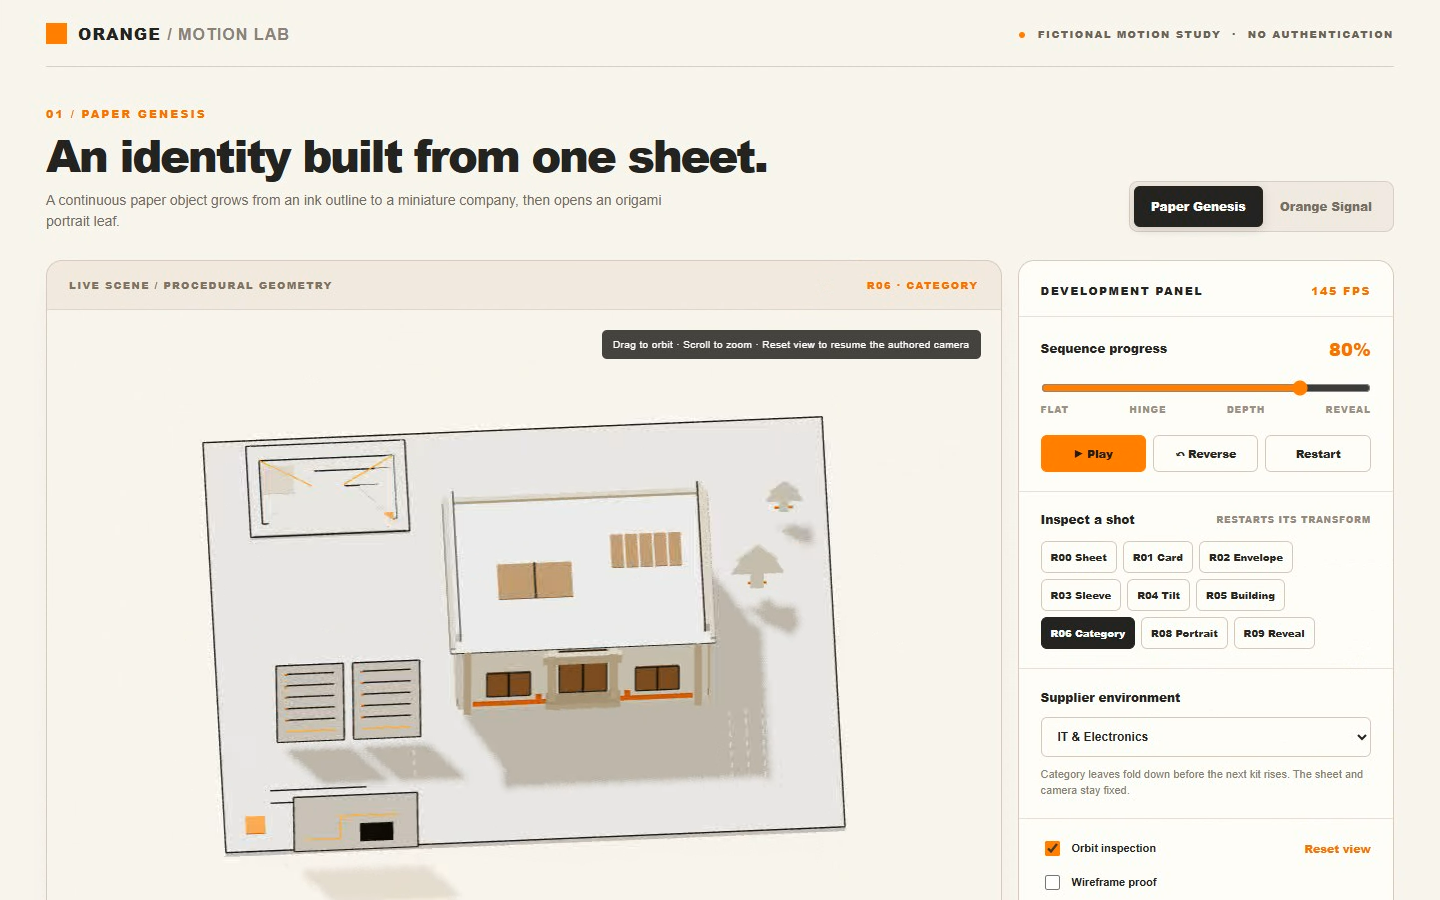 ORANGE / MOTION LAB
FICTIONAL MOTION STUDY · NO AUTHENTICATION
01 / PAPER GENESIS
An identity built from one sheet.
A continuous paper object grows from an ink outline to a miniature company, then opens an origami
portrait leaf.
Paper Genesis
Orange Signal
LIVE SCENE / PROCEDURAL GEOMETRY
R06 · CATEGORY
Drag to orbit · Scroll to zoom · Reset view to resume the authored camera
DEVELOPMENT PANEL
145 FPS
Sequence progress
80%
FLAT
HINGE
DEPTH
REVEAL
Play
Reverse
Restart
Inspect a shot
RESTARTS ITS TRANSFORM
R00 Sheet
R01 Card
R02 Envelope
R03 Sleeve
R04 Tilt
R05 Building
R06 Category
R08 Portrait
R09 Reveal
Supplier environment
IT & Electronics
Category leaves fold down before the next kit rises. The sheet and
camera stay fixed.
Orbit inspection
Reset view
Wireframe proof